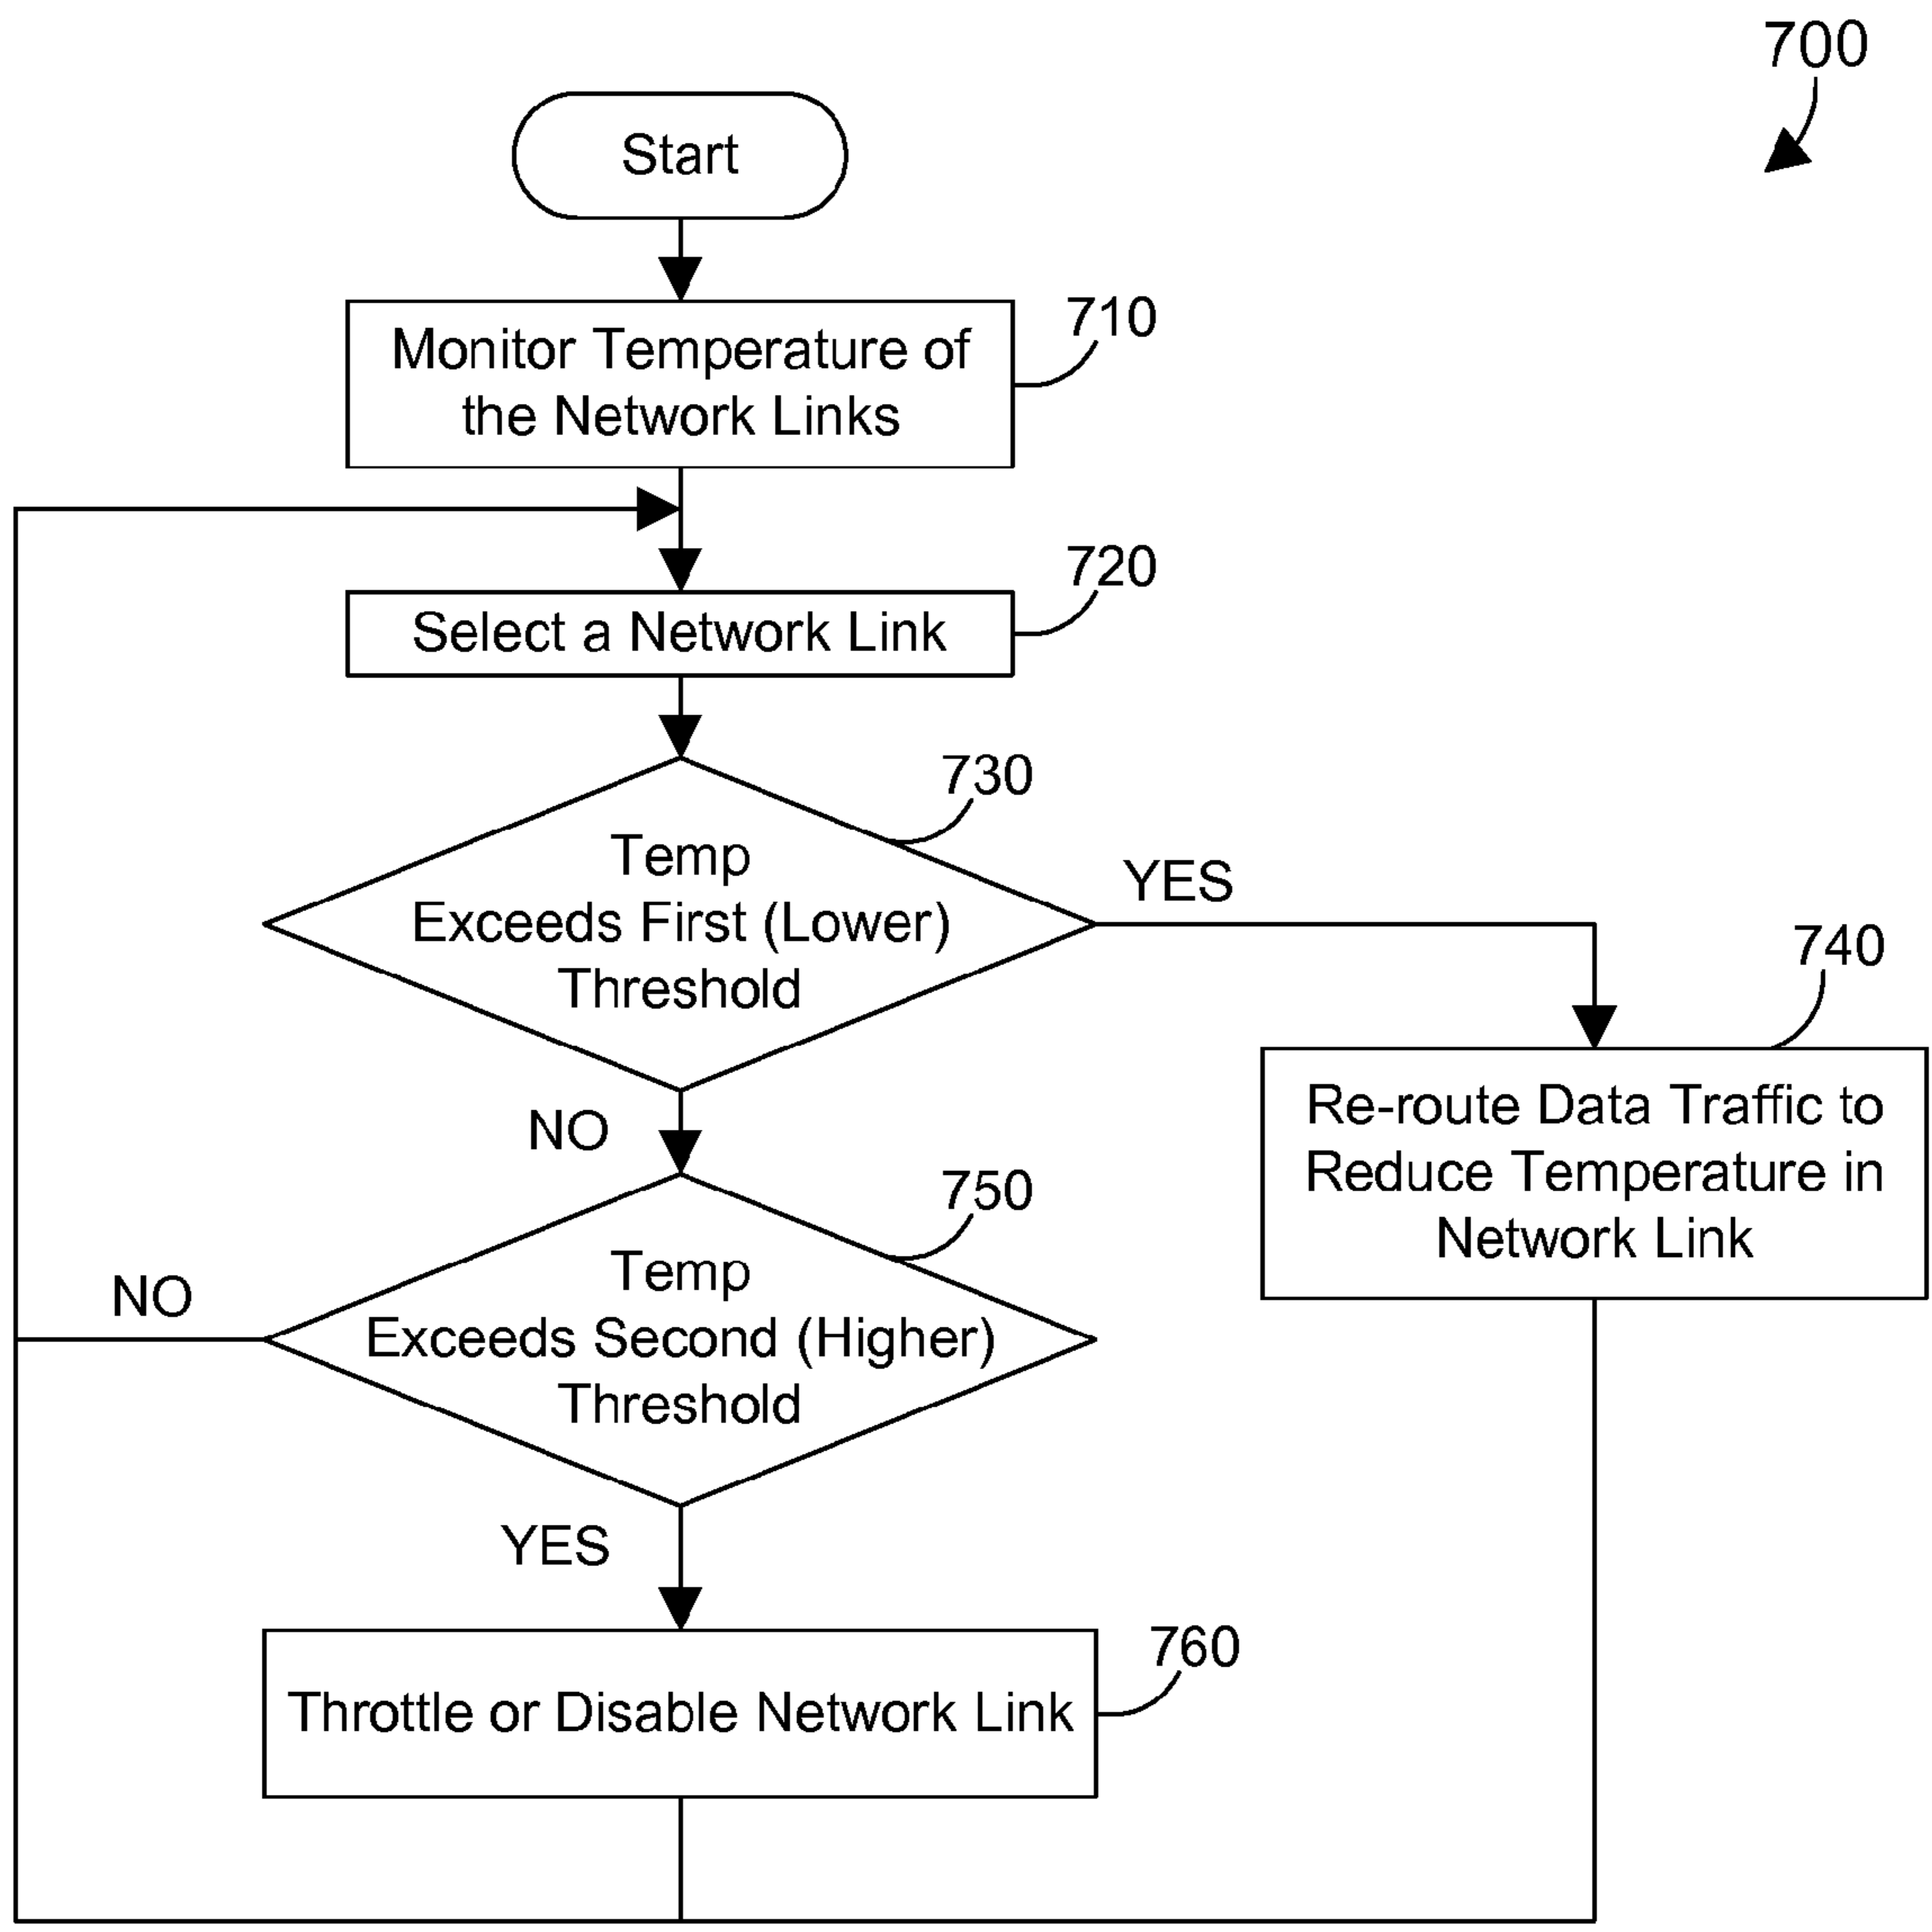 700
Start
Monitor Temperature of
the Network Links
710
720
Select a Network Link
730
Temp
Exceeds First (Lower)
Threshold
YES
740
Re-route Data Traffic to
Reduce Temperature in
Network Link
NO
750
Temp
Exceeds Second (Higher)
Threshold
NO
YES
760
Throttle or Disable Network Link